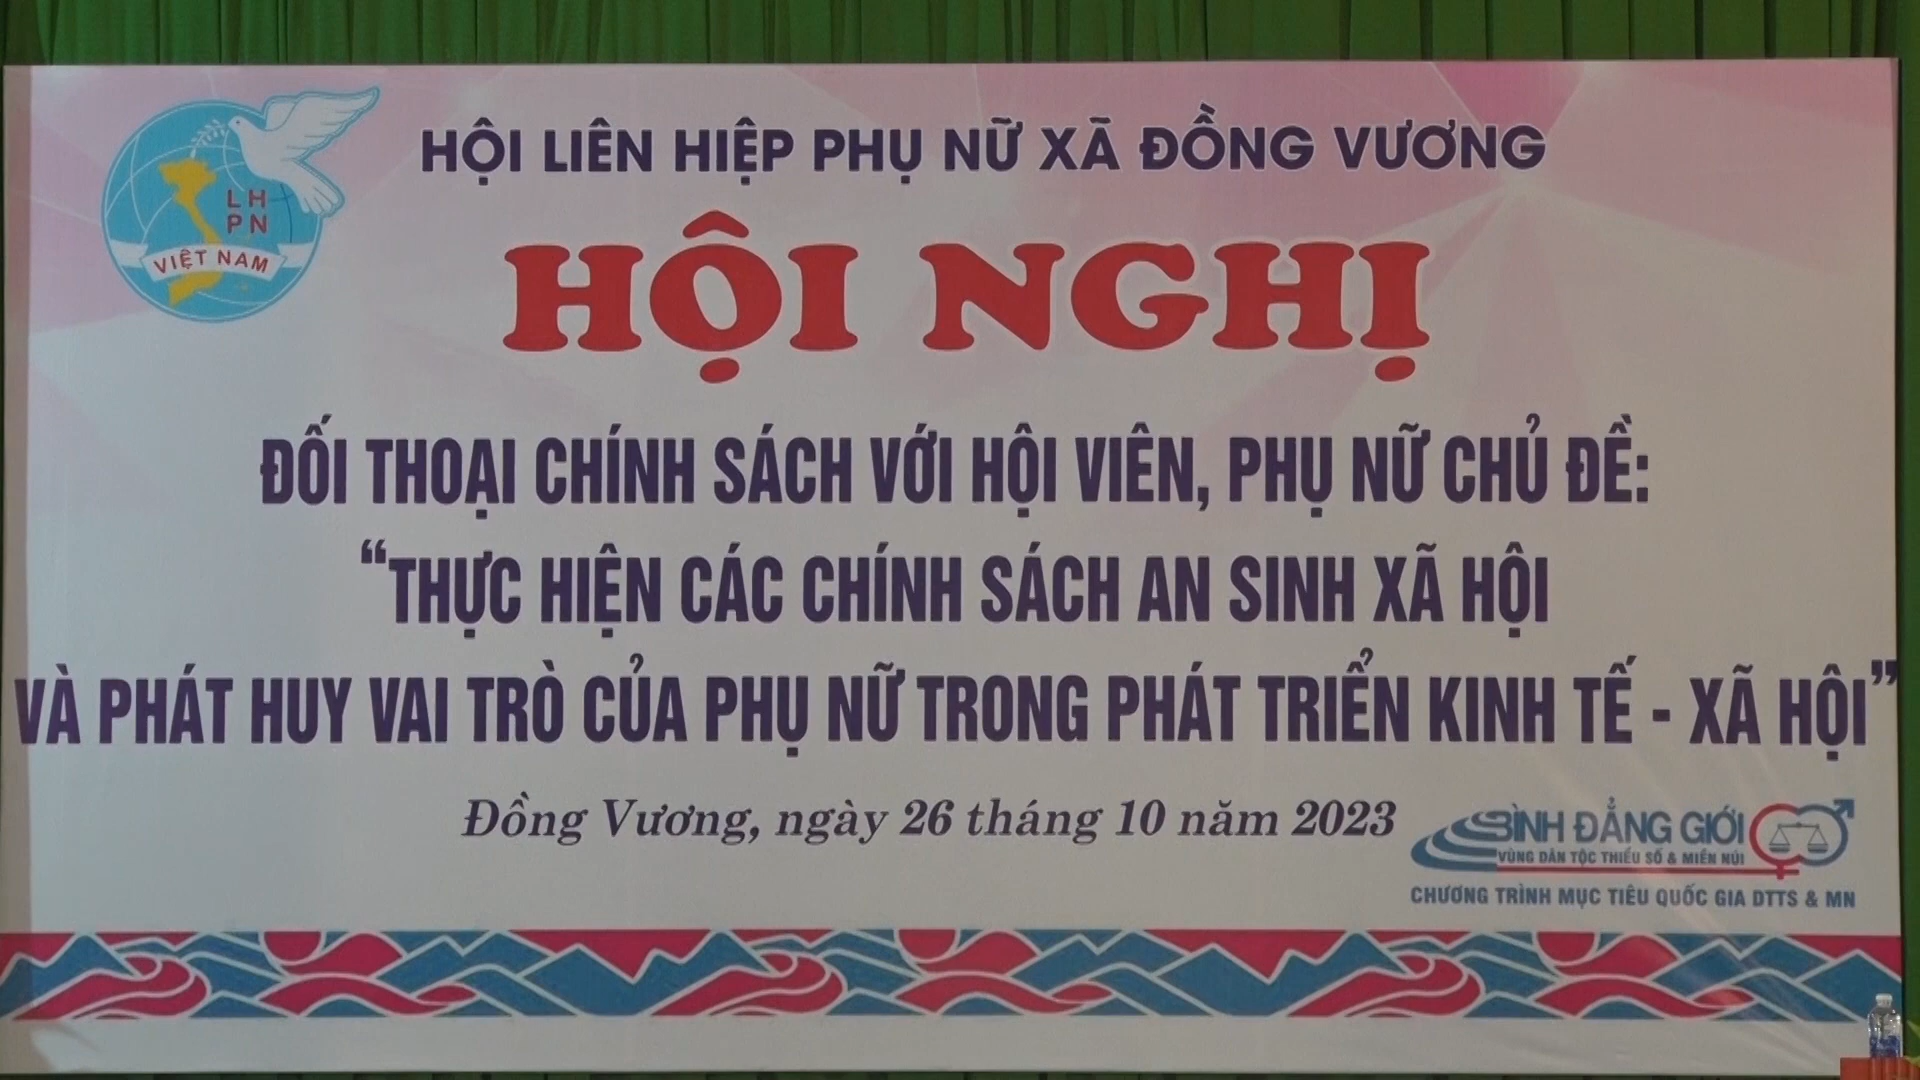 HỘI LIÊN HIỆP PHỤ NỮ XÃ ĐỒNG VƯƠNG
LH
PN
VIỆT NAM
HỘI NGHỊ
ĐỐI THOẠI CHÍNH SÁCH VỚI HỘI VIÊN, PHỤ NỮ CHỦ ĐỀ:
“THỰC HIỆN CÁC CHÍNH SÁCH AN SINH XÃ HỘI
VÀ PHÁT HUY VAI TRÒ CỦA PHỤ NỮ TRONG PHÁT TRIỂN KINH TẾ - XÃ HỘI”
Đồng Vương, ngày 26 tháng 10 năm 2023
BÌNH ĐẲNG GIỚI
VÙNG DÂN TỘC THIỂU SỐ & MIỀN NÚI
CHƯƠNG TRÌNH MỤC TIÊU QUỐC GIA DTTS & MN